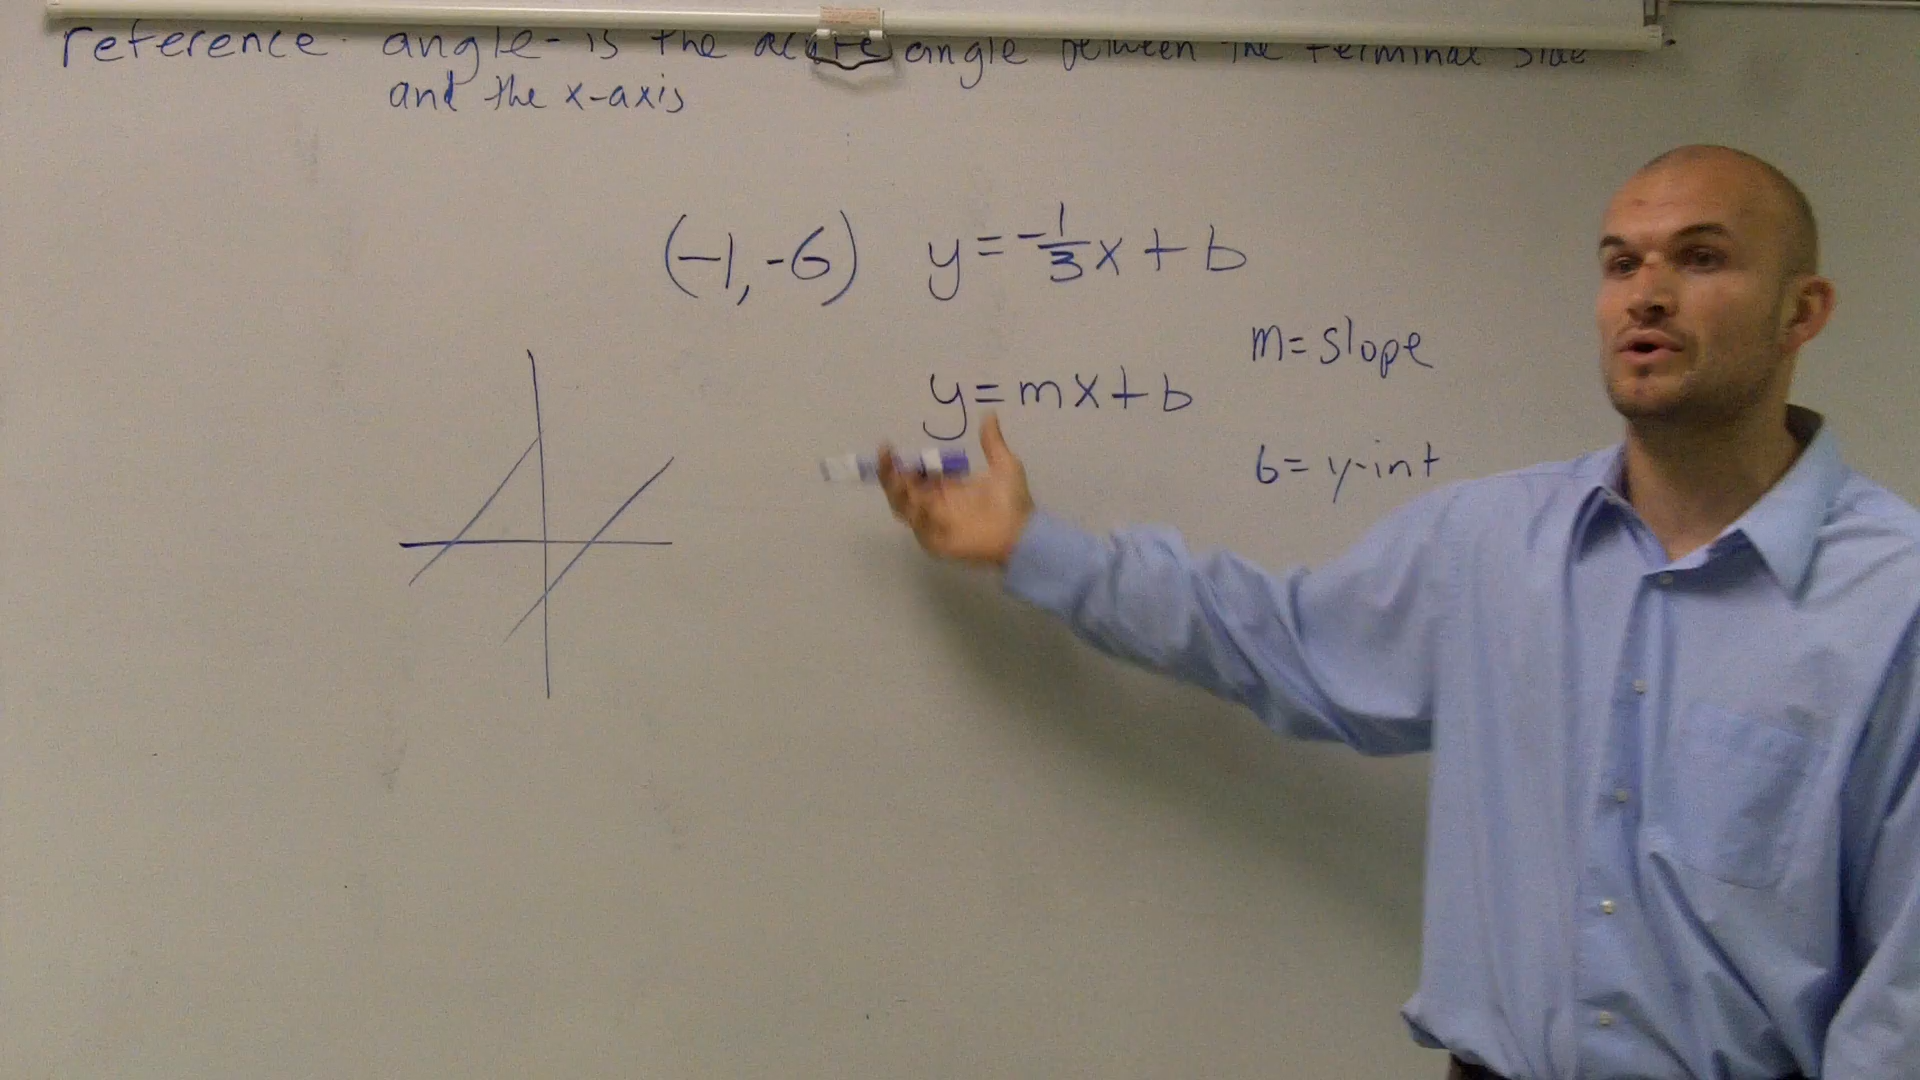 reference angle - is the acute angle between the terminal side
and the x-axis
(-1, -6) y = -1/3 x + b
m = slope
y = mx + b
b = y-int